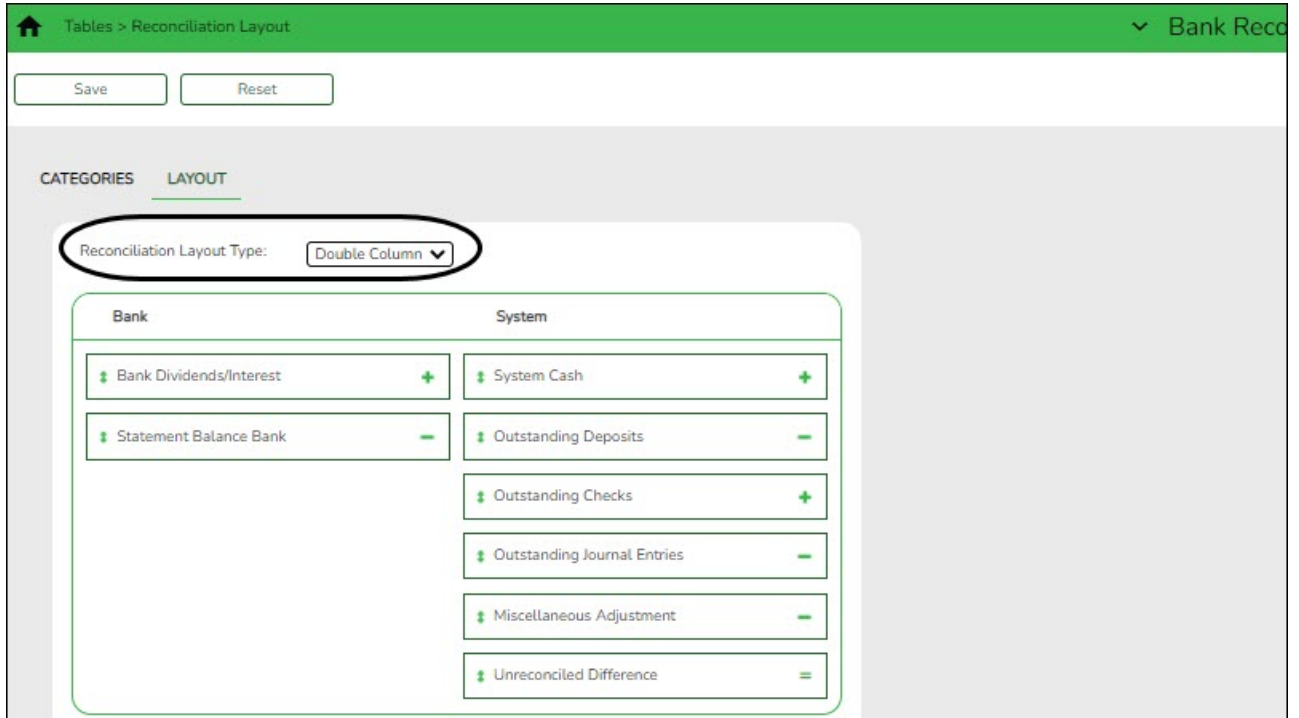 Tables > Reconciliation Layout
Bank Reco
Save Reset
CATEGORIES LAYOUT
Reconciliation Layout Type: Double Column
Bank System
Bank Dividends/Interest + System Cash +
Statement Balance Bank − Outstanding Deposits −
Outstanding Checks +
Outstanding Journal Entries −
Miscellaneous Adjustment −
Unreconciled Difference =